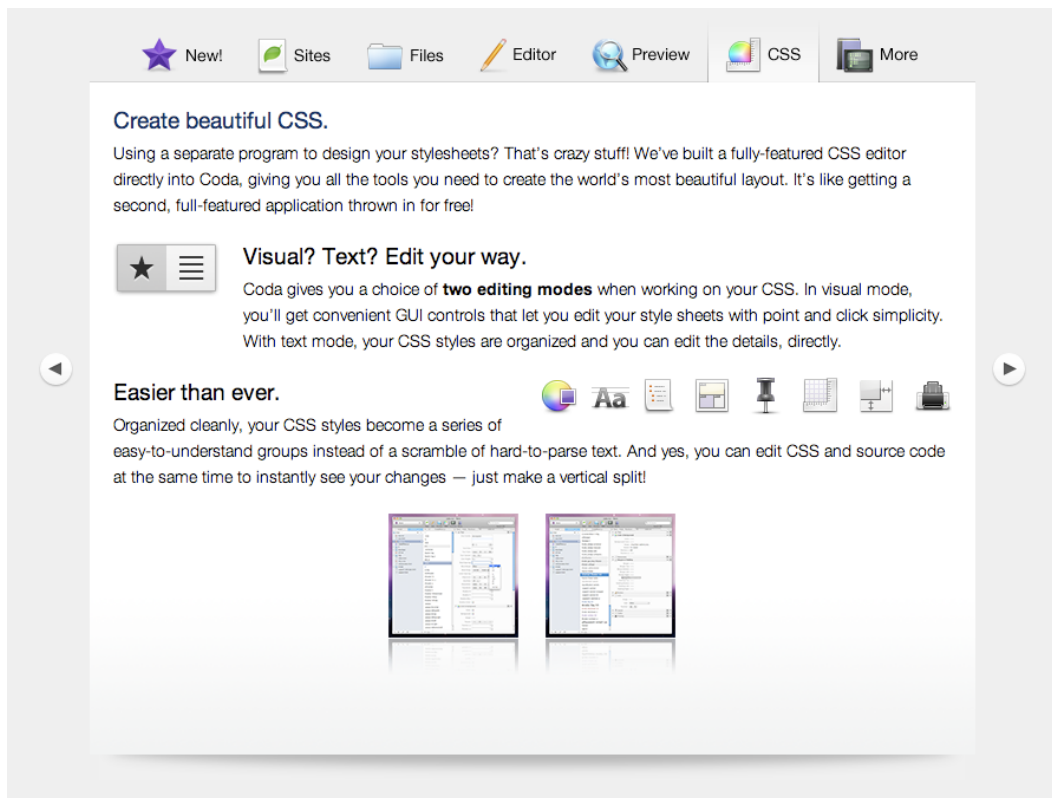 New! Sites Files Editor Preview CSS More
Create beautiful CSS.
Using a separate program to design your stylesheets? That's crazy stuff! We've built a fully-featured CSS editor
directly into Coda, giving you all the tools you need to create the world's most beautiful layout. It's like getting a
second, full-featured application thrown in for free!
Visual? Text? Edit your way.
Coda gives you a choice of two editing modes when working on your CSS. In visual mode,
you'll get convenient GUI controls that let you edit your style sheets with point and click simplicity.
With text mode, your CSS styles are organized and you can edit the details, directly.
Easier than ever.
Aa
Organized cleanly, your CSS styles become a series of
easy-to-understand groups instead of a scramble of hard-to-parse text. And yes, you can edit CSS and source code
at the same time to instantly see your changes — just make a vertical split!